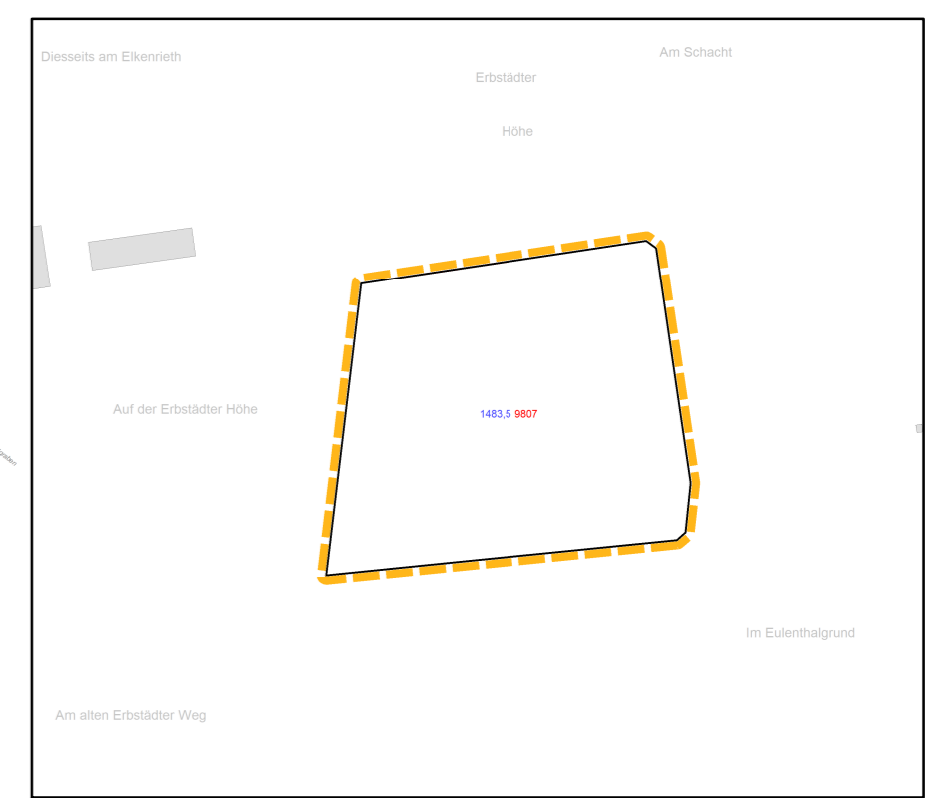 Diesseits am Elkenrieth
Am Schacht
Erbstädter
Höhe
Auf der Erbstädter Höhe
1483,5 9807
Im Eulenthalgrund
Am alten Erbstädter Weg